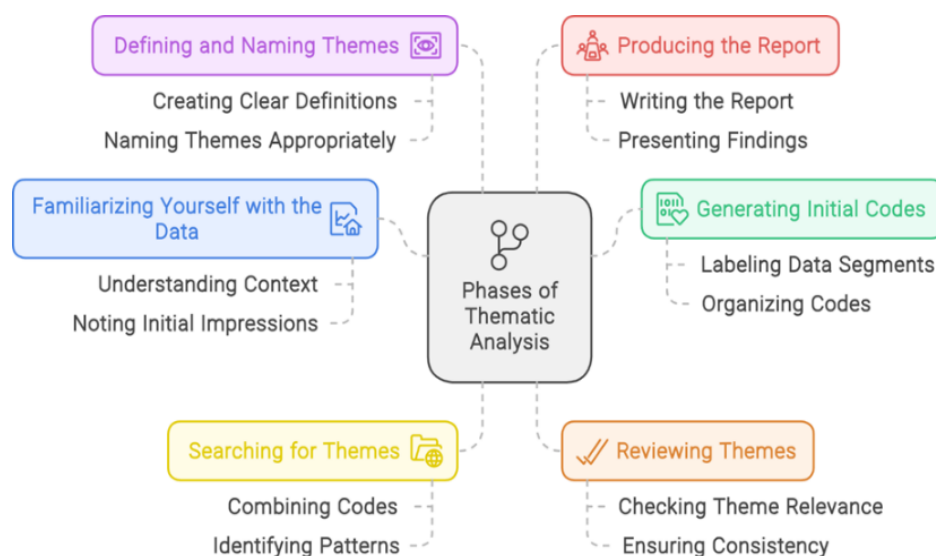 Defining and Naming Themes
Creating Clear Definitions
Naming Themes Appropriately
Producing the Report
Writing the Report
Presenting Findings
Familiarizing Yourself with the
Data
Understanding Context
Noting Initial Impressions
Phases of
Thematic
Analysis
Generating Initial Codes
Labeling Data Segments
Organizing Codes
Searching for Themes
Combining Codes
Identifying Patterns
Reviewing Themes
Checking Theme Relevance
Ensuring Consistency